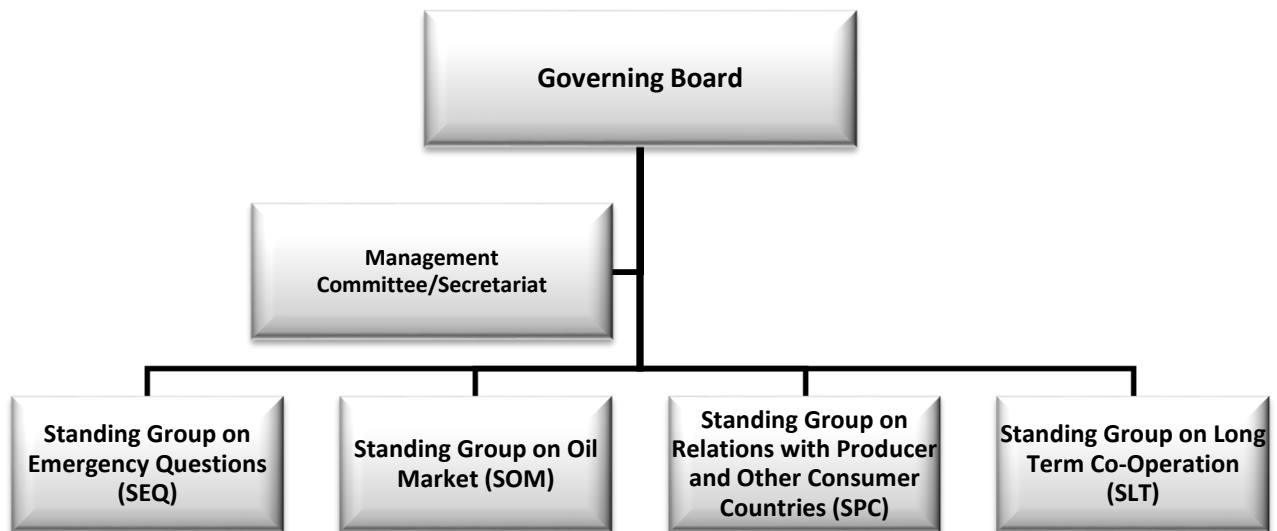 Governing Board
Management
Committee/Secretariat
Standing Group on
Emergency Questions
(SEQ)
Standing Group on Oil
Market (SOM)
Standing Group on
Relations with Producer
and Other Consumer
Countries (SPC)
Standing Group on Long
Term Co-Operation
(SLT)